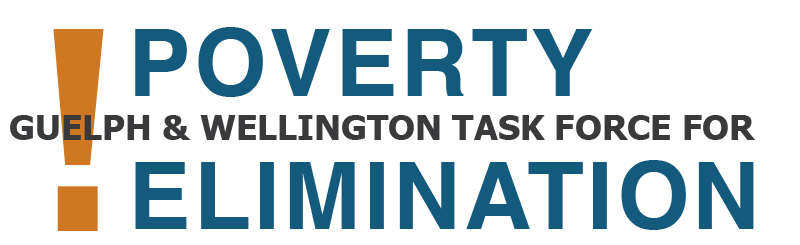 POVERTY
GUELPH & WELLINGTON TASK FORCE FOR
! ELIMINATION